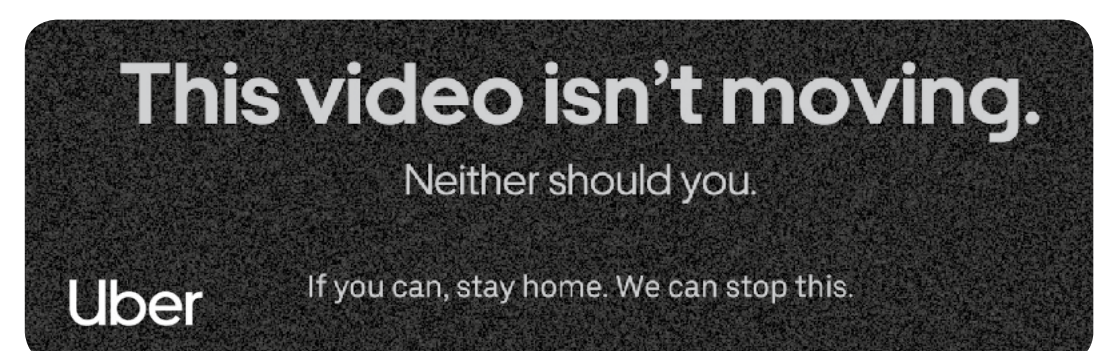 This video isn’t moving.
Neither should you.
If you can, stay home. We can stop this.
Uber